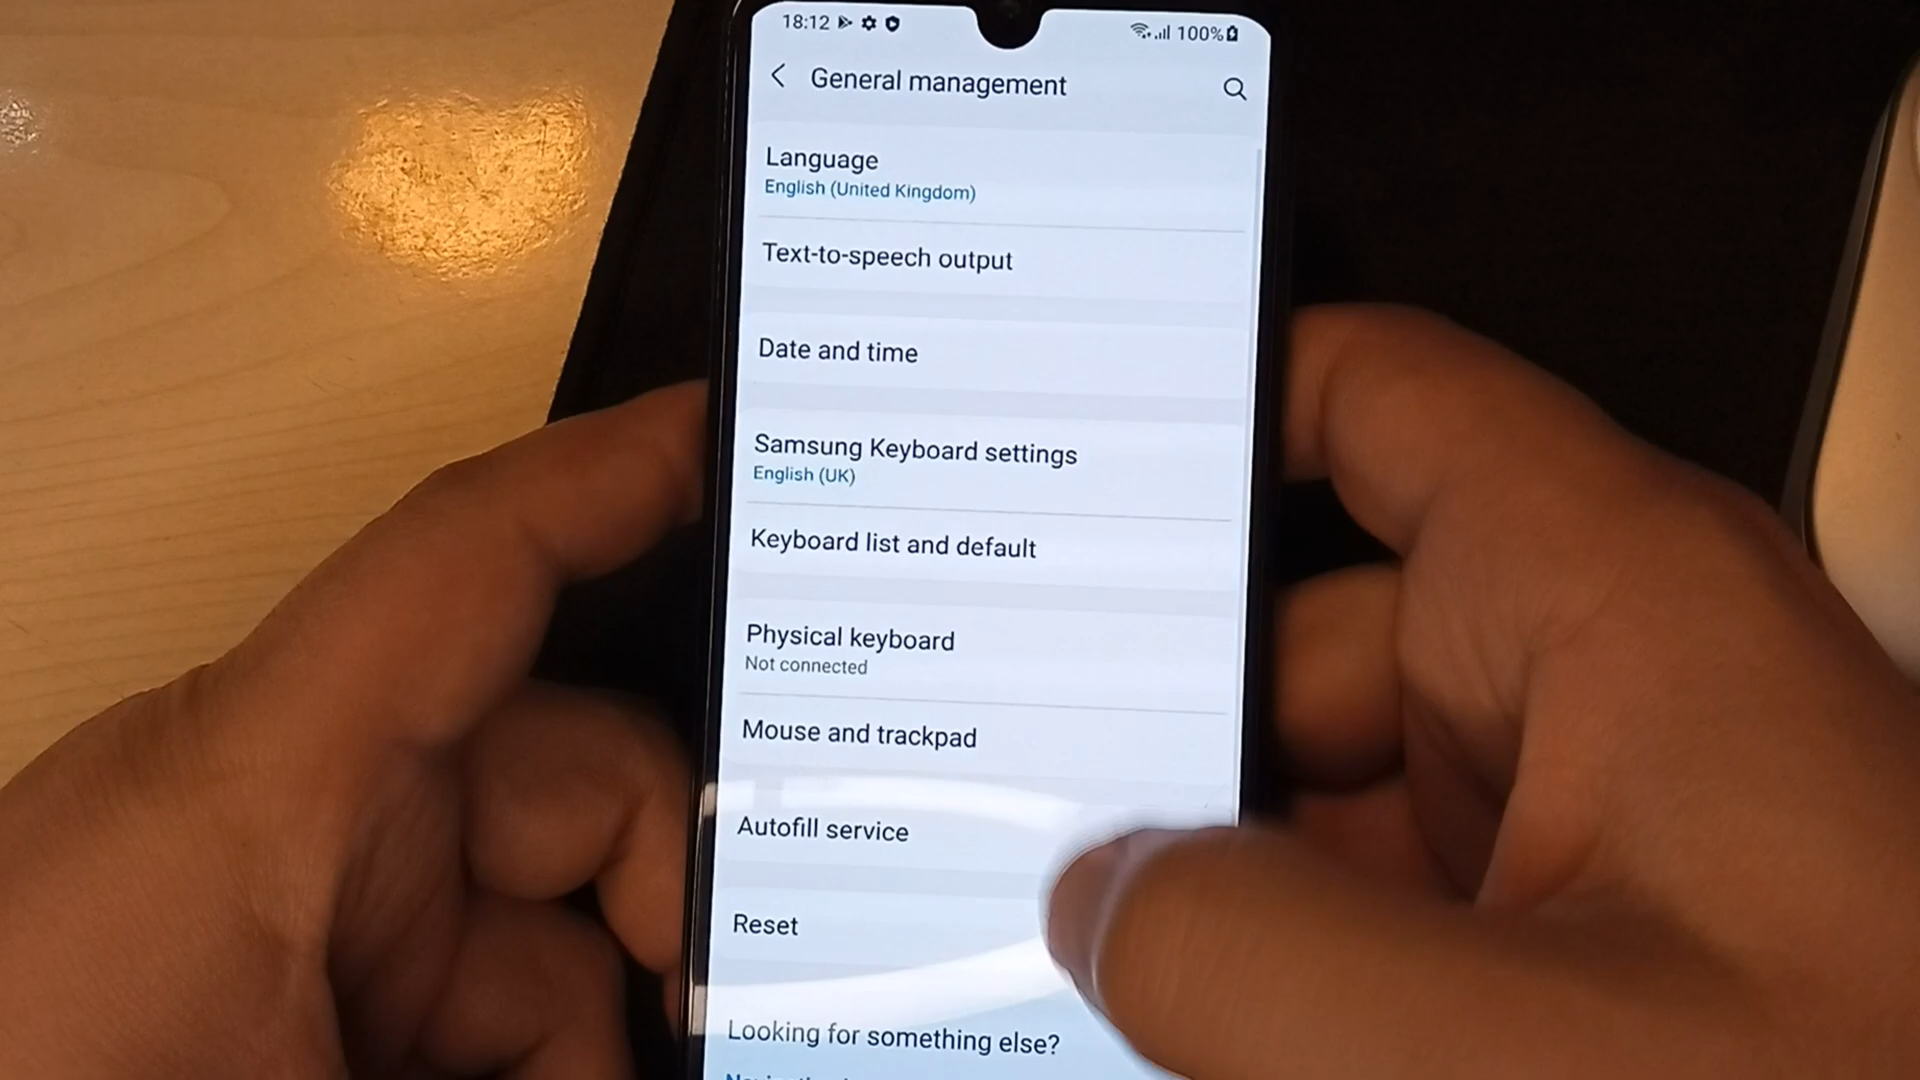 18:12 100%
General management
Language
English (United Kingdom)
Text-to-speech output
Date and time
Samsung Keyboard settings
English (UK)
Keyboard list and default
Physical keyboard
Not connected
Mouse and trackpad
Autofill service
Reset
Looking for something else?